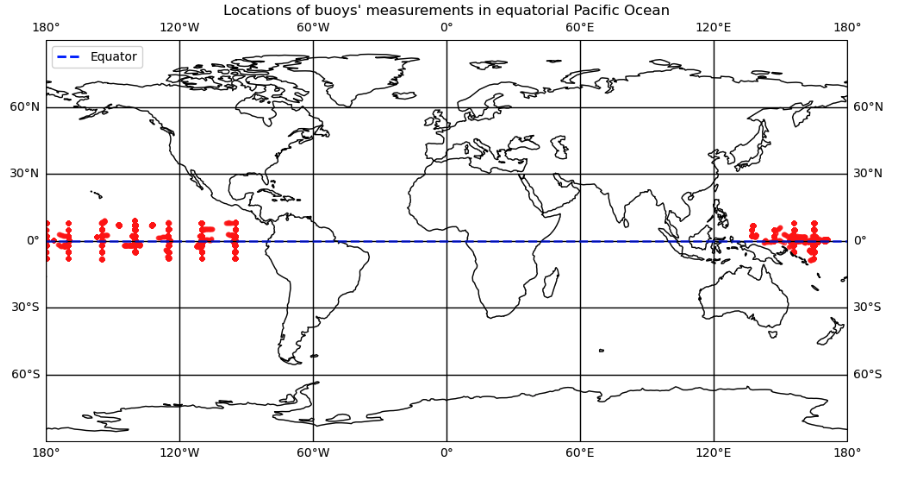 Locations of buoys' measurements in equatorial Pacific Ocean
180° 120°W 60°W 0° 60°E 120°E 180°
Equator
60°N 60°N
30°N 30°N
0° 0°
30°S 30°S
60°S 60°S
180° 120°W 60°W 0° 60°E 120°E 180°